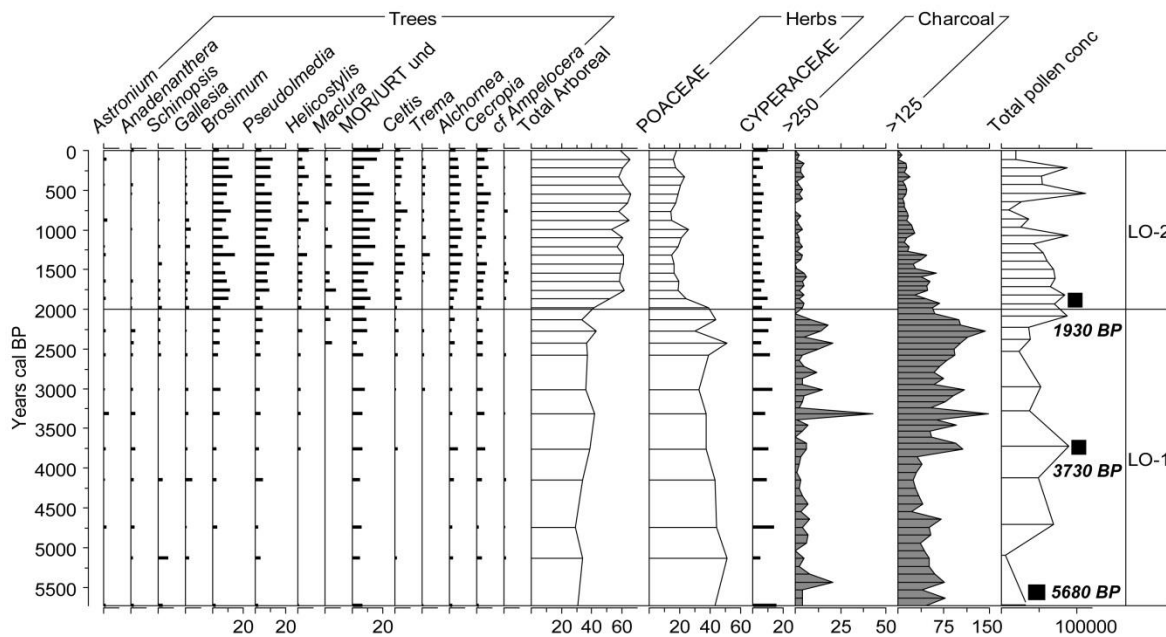 Trees
Herbs
Charcoal
Astronium
Anadenanthera
Schinopsis
Gallesia
Brosimum
Pseudolmedia
Helicostylis
Maclura
MOR/URT und
Celtis
Trema
Alchornea
Cecropia
cf Ampelocera
Total Arboreal
POACEAE
CYPERACEAE
>250
>125
Total pollen conc
Years cal BP
0
500
1000
1500
2000
2500
3000
3500
4000
4500
5000
5500
LO-2
1930 BP
LO-1
3730 BP
5680 BP
20 20 20 20 40 60 20 40 60 20 25 50 75 150 100000